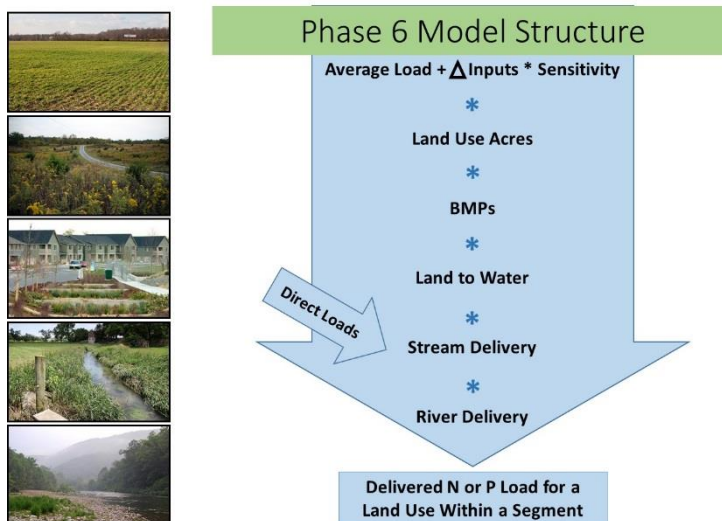 Phase 6 Model Structure
Average Load + Δ Inputs * Sensitivity
*
Land Use Acres
*
BMPs
*
Land to Water
*
Direct Loads
Stream Delivery
*
River Delivery
Delivered N or P Load for a
Land Use Within a Segment